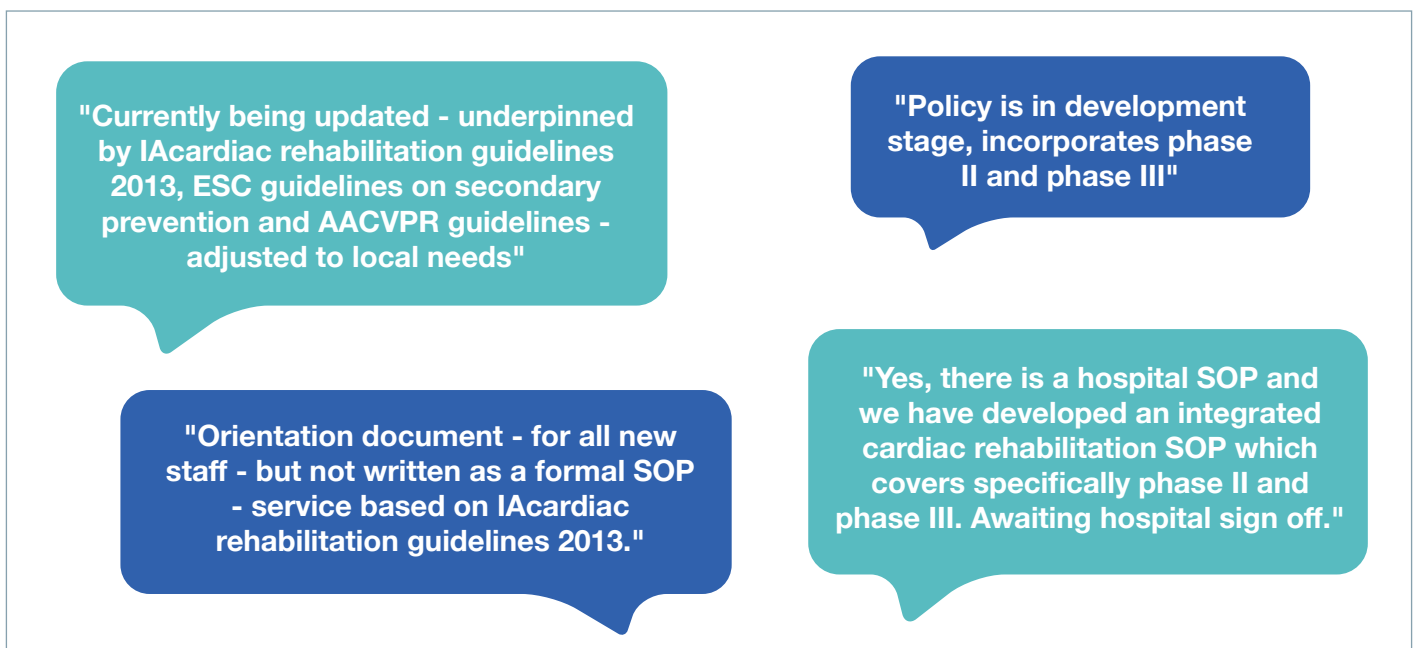 "Currently being updated - underpinned
by IAcardiac rehabilitation guidelines
2013, ESC guidelines on secondary
prevention and AACVPR guidelines -
adjusted to local needs"
"Policy is in development
stage, incorporates phase
II and phase III"
"Orientation document - for all new
staff - but not written as a formal SOP
- service based on IAcardiac
rehabilitation guidelines 2013."
"Yes, there is a hospital SOP and
we have developed an integrated
cardiac rehabilitation SOP which
covers specifically phase II and
phase III. Awaiting hospital sign off."